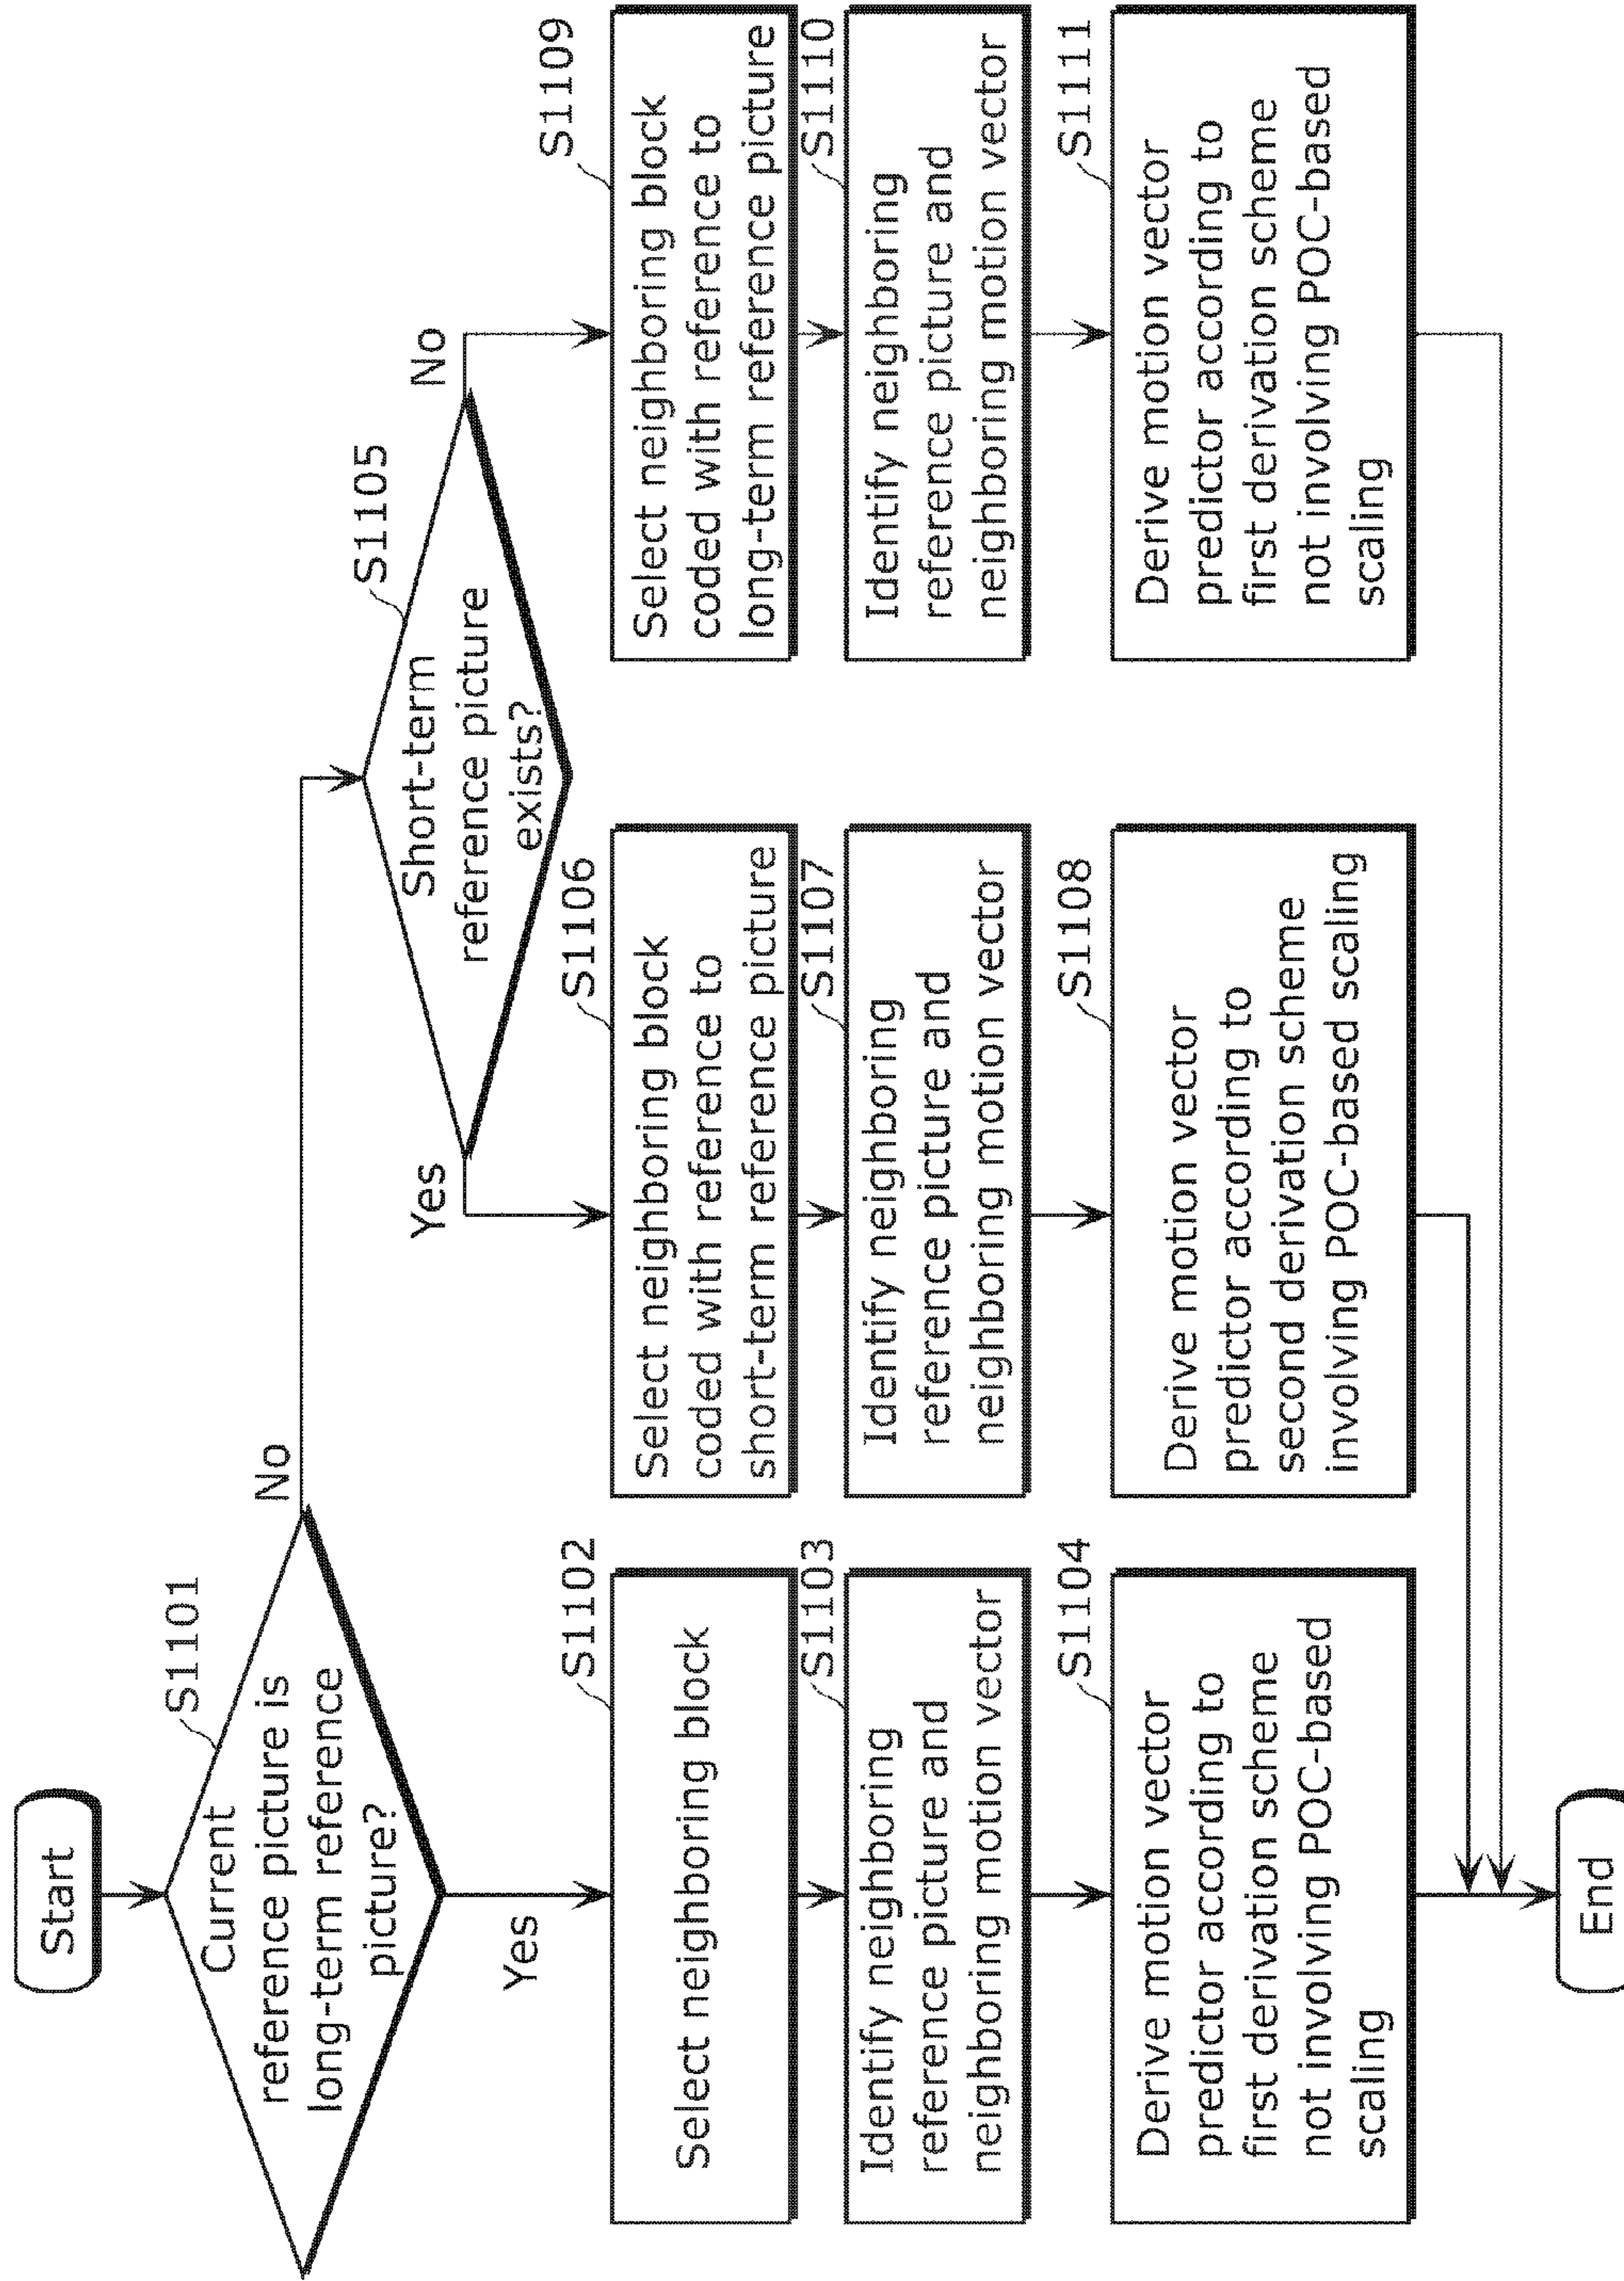 Start
S1101
Current
reference picture is
long-term reference
picture?
No
Yes
S1102
Select neighboring block
S1103
Identify neighboring
reference picture and
neighboring motion vector
S1104
Derive motion vector
predictor according to
first derivation scheme
not involving POC-based
scaling
S1105
Short-term
reference picture
exists?
Yes
No
S1106
Select neighboring block
coded with reference to
short-term reference picture
S1107
Identify neighboring
reference picture and
neighboring motion vector
S1108
Derive motion vector
predictor according to
second derivation scheme
involving POC-based scaling
S1109
Select neighboring block
coded with reference to
long-term reference picture
S1110
Identify neighboring
reference picture and
neighboring motion vector
S1111
Derive motion vector
predictor according to
first derivation scheme
not involving POC-based
scaling
End